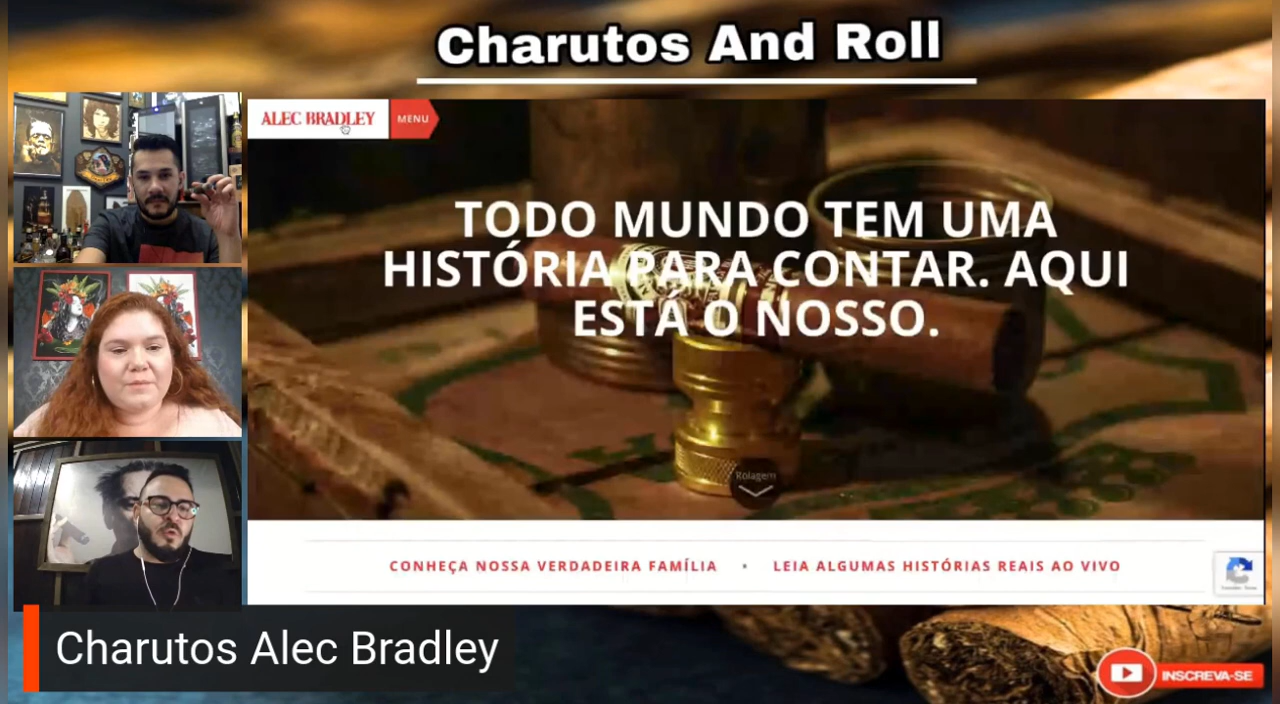 Charutos And Roll
ALEC BRADLEY
MENU
TODO MUNDO TEM UMA
HISTÓRIA PARA CONTAR. AQUI
ESTÁ O NOSSO.
Rolagem
CONHEÇA NOSSA VERDADEIRA FAMÍLIA • LEIA ALGUMAS HISTÓRIAS REAIS AO VIVO
Charutos Alec Bradley
INSCREVA-SE